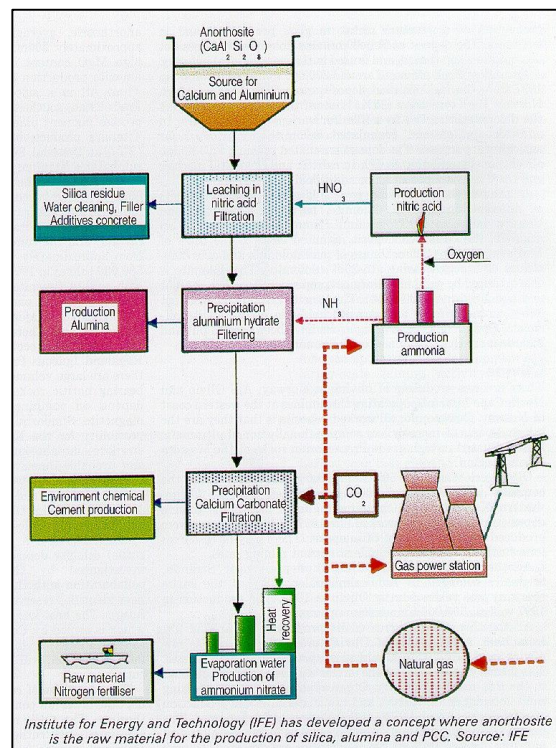 Anorthosite
(CaAl Si O )
2 2 8
Source for
Calcium and Aluminium
Silica residue
Water cleaning, Filler
Additives concrete
Leaching in
nitric acid
Filtration
HNO
3
Production
nitric acid
Oxygen
Production
Alumina
Precipitation
aluminium hydrate
Filtering
NH
3
Production
ammonia
Environment chemical
Cement production
Precipitation
Calcium Carbonate
Filtration
CO
2
Gas power station
Heat
recovery
Raw material
Nitrogen fertiliser
Evaporation water
Production of
ammonium nitrate
Natural gas
Institute for Energy and Technology (IFE) has developed a concept where anorthosite
is the raw material for the production of silica, alumina and PCC. Source: IFE